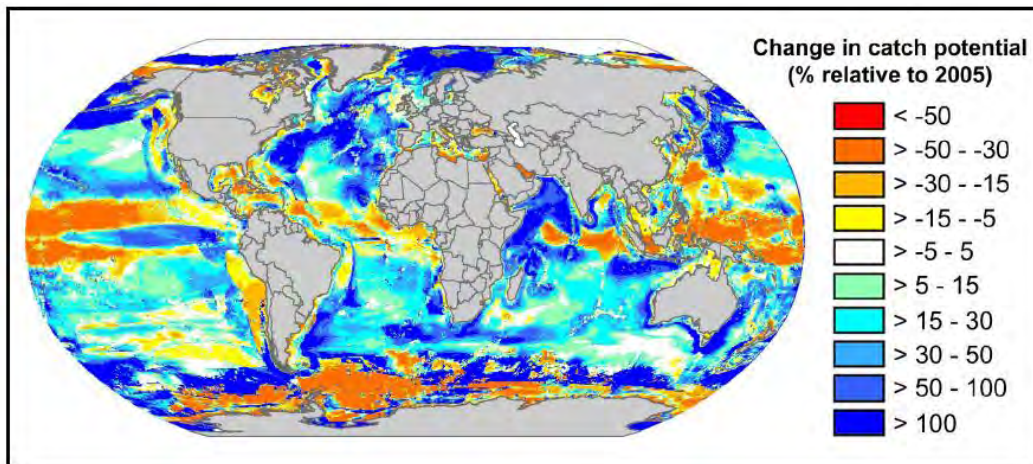 Change in catch potential
(% relative to 2005)
< -50
> -50 - -30
> -30 - -15
> -15 - -5
> -5 - 5
> 5 - 15
> 15 - 30
> 30 - 50
> 50 - 100
> 100